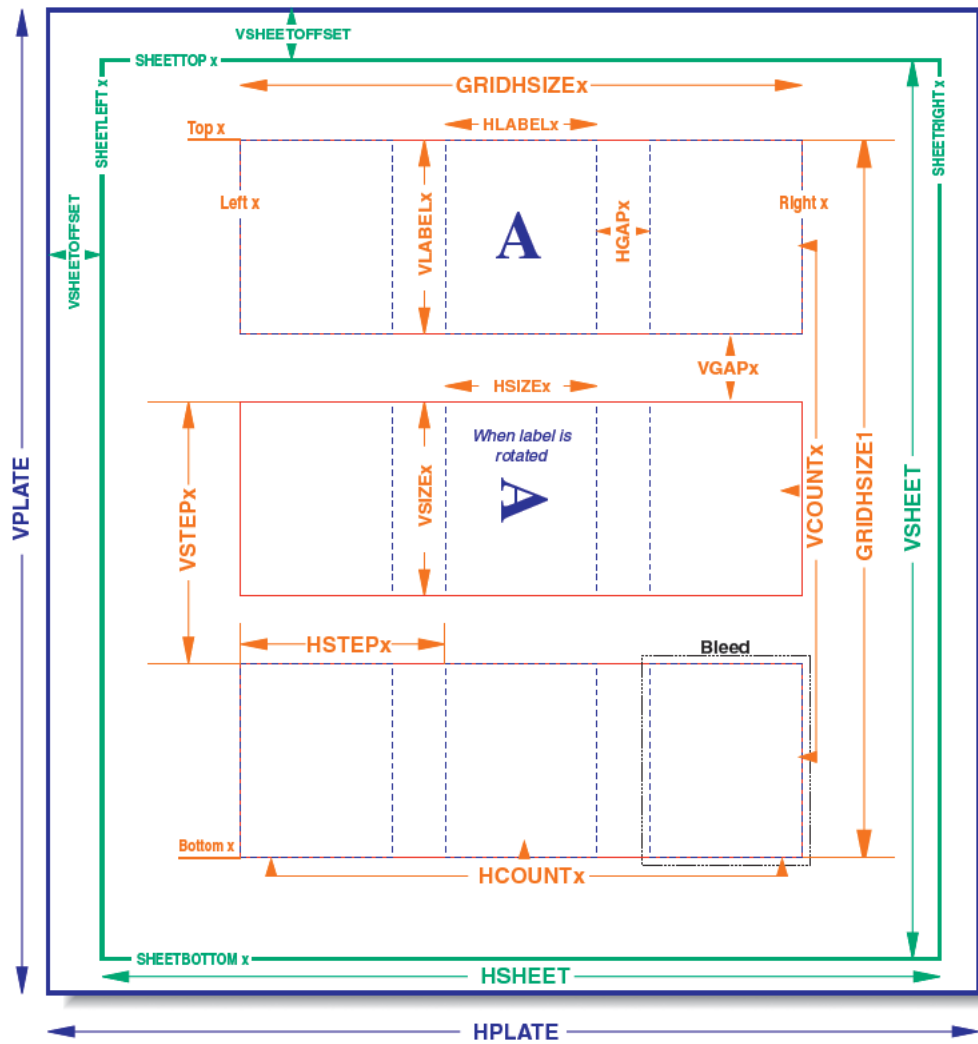 VSHEETOFFSET
SHEETTOP x
GRIDHSIZEx
SHEETLEFT x
SHEETRIGHT x
HLABELx
Top x
Left x
VLABELx
A
HGAPx
Right x
VSHEETOFFSET
VGAPx
HSIZEx
When label is
rotated
A
VSIZEx
VSTEPx
VCOUNTx
GRIDHSIZE1
VSHEET
VPLATE
HSTEPx
Bleed
Bottom x
HCOUNTx
SHEETBOTTOM x
HSHEET
HPLATE